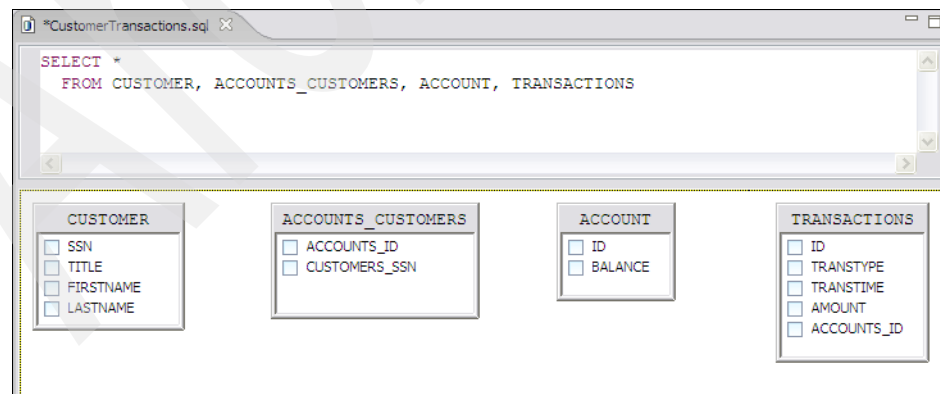 *CustomerTransactions.sql
SELECT *
FROM CUSTOMER, ACCOUNTS_CUSTOMERS, ACCOUNT, TRANSACTIONS
CUSTOMER
SSN
TITLE
FIRSTNAME
LASTNAME
ACCOUNTS_CUSTOMERS
ACCOUNTS_ID
CUSTOMERS_SSN
ACCOUNT
ID
BALANCE
TRANSACTIONS
ID
TRANSTYPE
TRANSTIME
AMOUNT
ACCOUNTS_ID